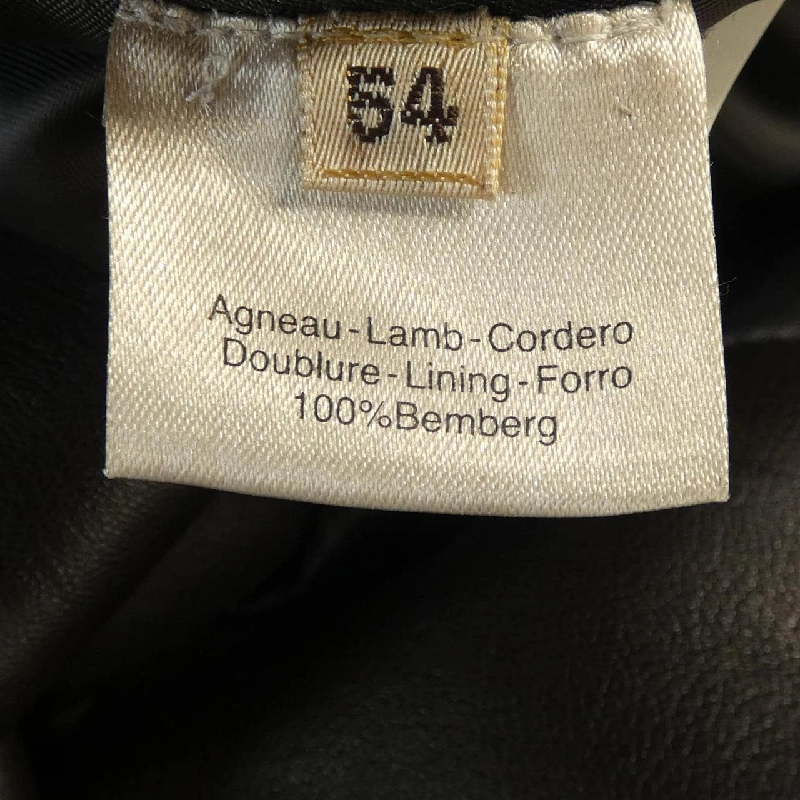 54
Agneau-Lamb-Cordero
Doublure-Lining-Forro
100%Bemberg